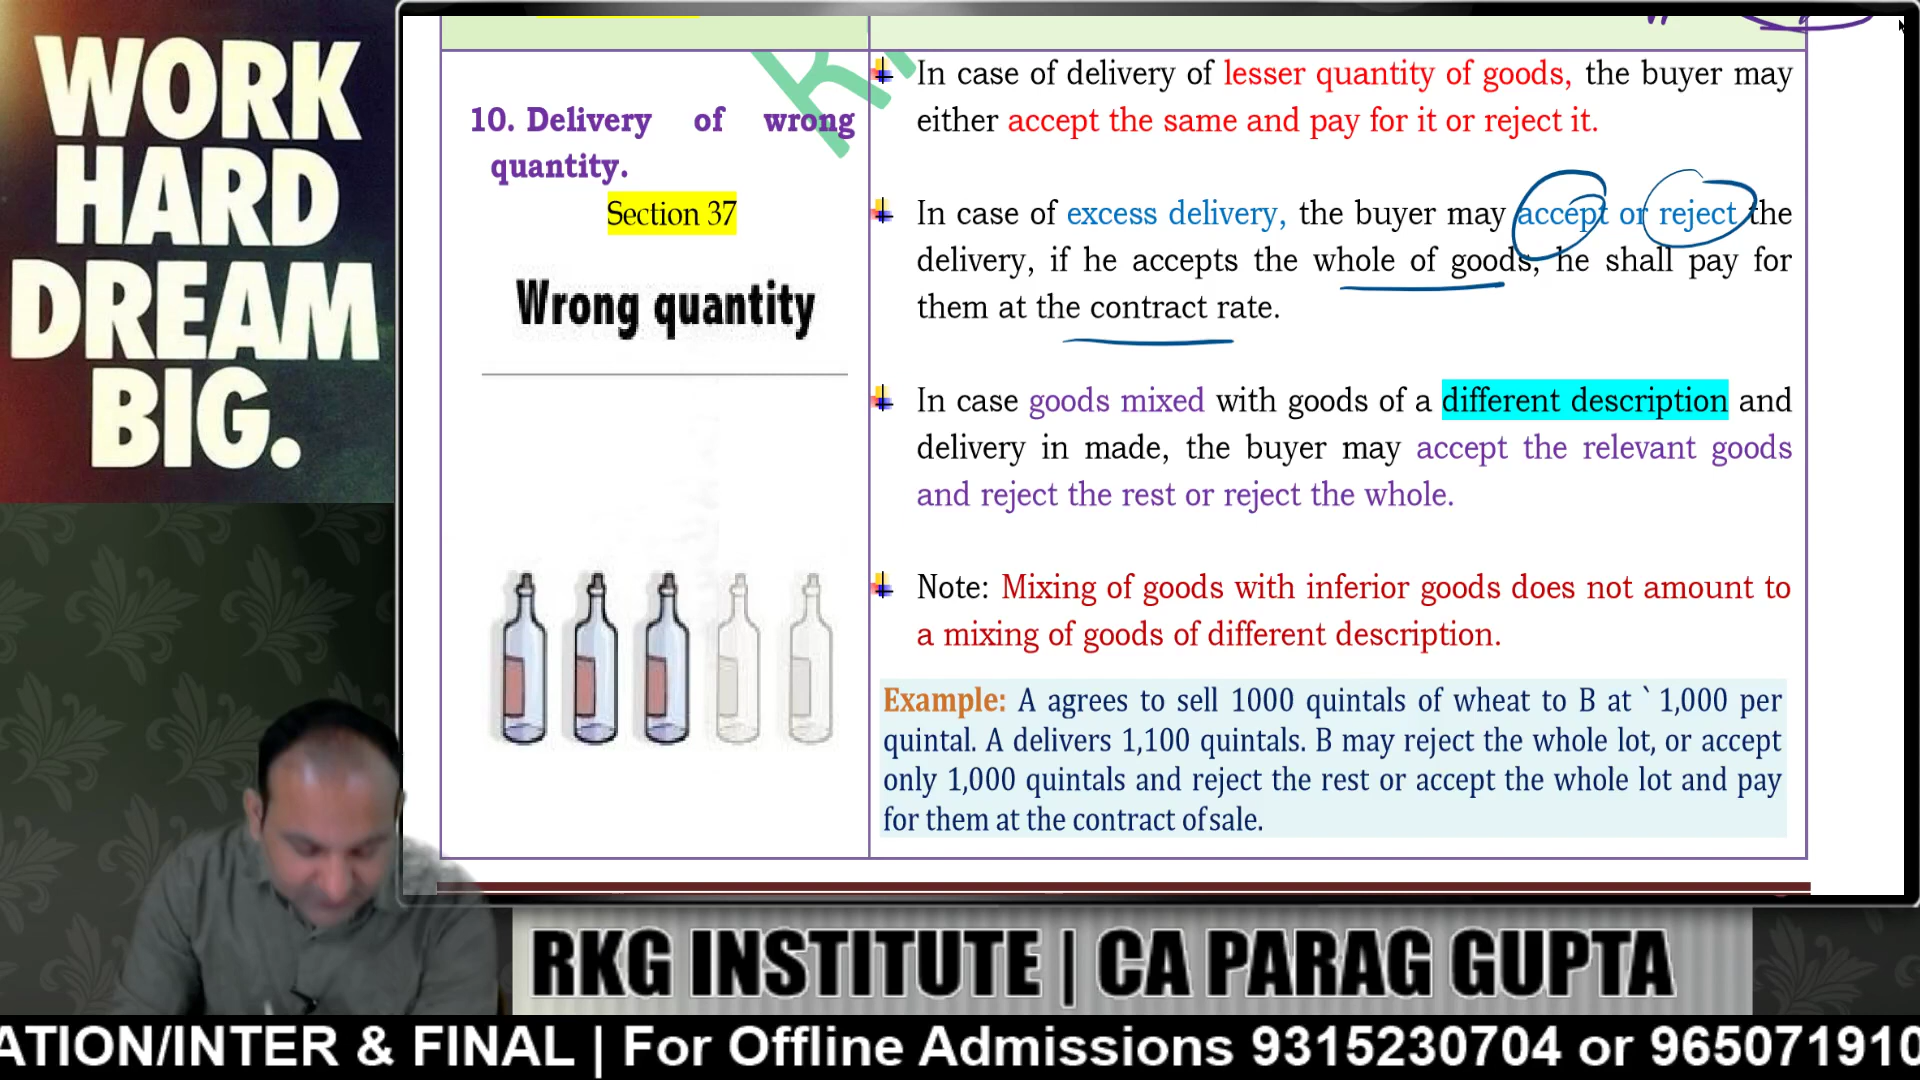 WORK
HARD
DREAM
BIG.
10. Delivery of wrong
quantity.
Section 37
Wrong quantity
In case of delivery of lesser quantity of goods, the buyer may
either accept the same and pay for it or reject it.
In case of excess delivery, the buyer may accept or reject the
delivery, if he accepts the whole of goods, he shall pay for
them at the contract rate.
In case goods mixed with goods of a different description and
delivery in made, the buyer may accept the relevant goods
and reject the rest or reject the whole.
Note: Mixing of goods with inferior goods does not amount to
a mixing of goods of different description.
Example: A agrees to sell 1000 quintals of wheat to B at ` 1,000 per
quintal. A delivers 1,100 quintals. B may reject the whole lot, or accept
only 1,000 quintals and reject the rest or accept the whole lot and pay
for them at the contract of sale.
RKG INSTITUTE | CA PARAG GUPTA
ATION/INTER & FINAL | For Offline Admissions 9315230704 or 965071910